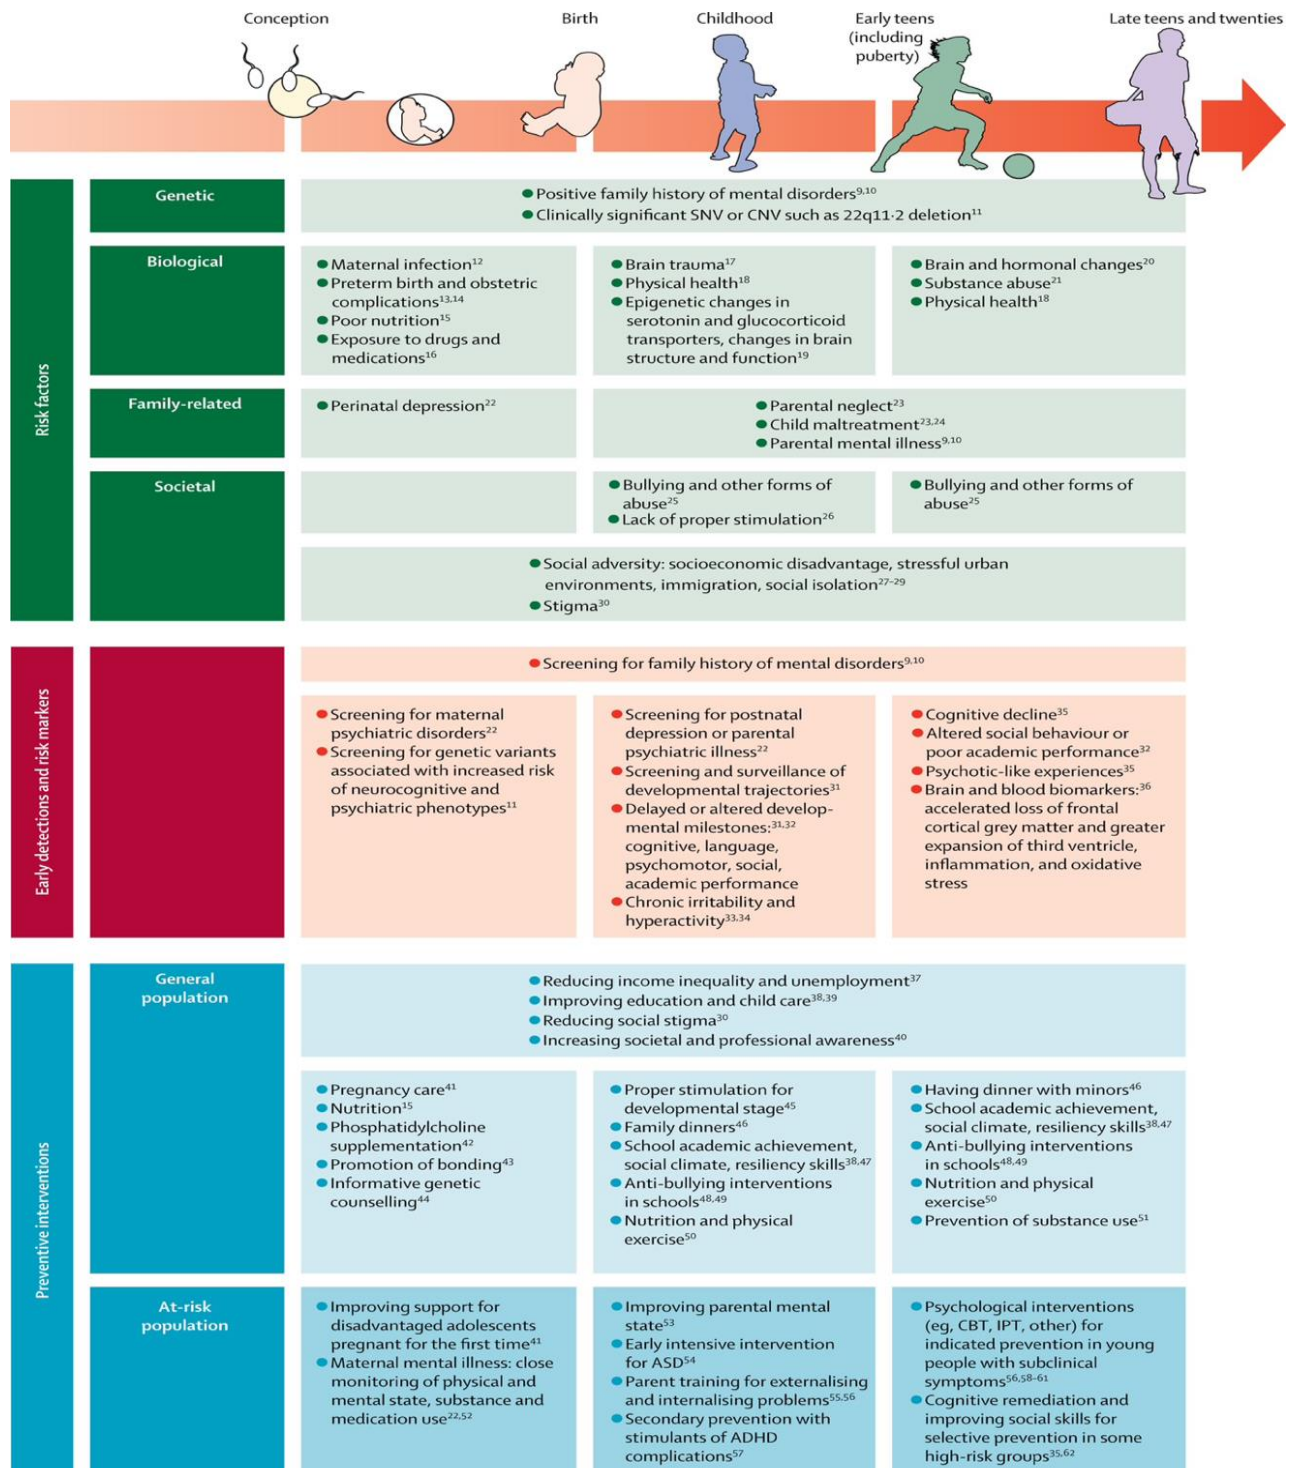 Conception
Birth
Childhood
Early teens
(including
puberty)
Late teens and twenties
Risk factors
Genetic
● Positive family history of mental disorders9,10
● Clinically significant SNV or CNV such as 22q11·2 deletion11
Biological
● Maternal infection12
● Preterm birth and obstetric
complications13,14
● Poor nutrition15
● Exposure to drugs and
medications16
● Brain trauma17
● Physical health18
● Epigenetic changes in
serotonin and glucocorticoid
transporters, changes in brain
structure and function19
● Brain and hormonal changes20
● Substance abuse21
● Physical health18
Family-related
● Perinatal depression22
● Parental neglect23
● Child maltreatment23,24
● Parental mental illness9,10
Societal
● Bullying and other forms of
abuse25
● Lack of proper stimulation26
● Bullying and other forms of
abuse25
● Social adversity: socioeconomic disadvantage, stressful urban
environments, immigration, social isolation27–29
● Stigma30
Early detections and risk markers
● Screening for family history of mental disorders9,10
● Screening for maternal
psychiatric disorders22
● Screening for genetic variants
associated with increased risk
of neurocognitive and
psychiatric phenotypes11
● Screening for postnatal
depression or parental
psychiatric illness22
● Screening and surveillance of
developmental trajectories31
● Delayed or altered develop-
mental milestones:31,32
cognitive, language,
psychomotor, social,
academic performance
● Chronic irritability and
hyperactivity33,34
● Cognitive decline35
● Altered social behaviour or
poor academic performance32
● Psychotic-like experiences35
● Brain and blood biomarkers:36
accelerated loss of frontal
cortical grey matter and greater
expansion of third ventricle,
inflammation, and oxidative
stress
Preventive interventions
General
population
● Reducing income inequality and unemployment37
● Improving education and child care38,39
● Reducing social stigma30
● Increasing societal and professional awareness40
● Pregnancy care41
● Nutrition15
● Phosphatidylcholine
supplementation42
● Promotion of bonding43
● Informative genetic
counselling44
● Proper stimulation for
developmental stage45
● Family dinners46
● School academic achievement,
social climate, resiliency skills38,47
● Anti-bullying interventions
in schools48,49
● Nutrition and physical
exercise50
● Having dinner with minors46
● School academic achievement,
social climate, resiliency skills38,47
● Anti-bullying interventions
in schools48,49
● Nutrition and physical
exercise50
● Prevention of substance use51
At-risk
population
● Improving support for
disadvantaged adolescents
pregnant for the first time41
● Maternal mental illness: close
monitoring of physical and
mental state, substance and
medication use22,52
● Improving parental mental
state53
● Early intensive intervention
for ASD54
● Parent training for externalising
and internalising problems55,56
● Secondary prevention with
stimulants of ADHD
complications57
● Psychological interventions
(eg, CBT, IPT, other) for
indicated prevention in young
people with subclinical
symptoms56,58–61
● Cognitive remediation and
improving social skills for
selective prevention in some
high-risk groups35,62